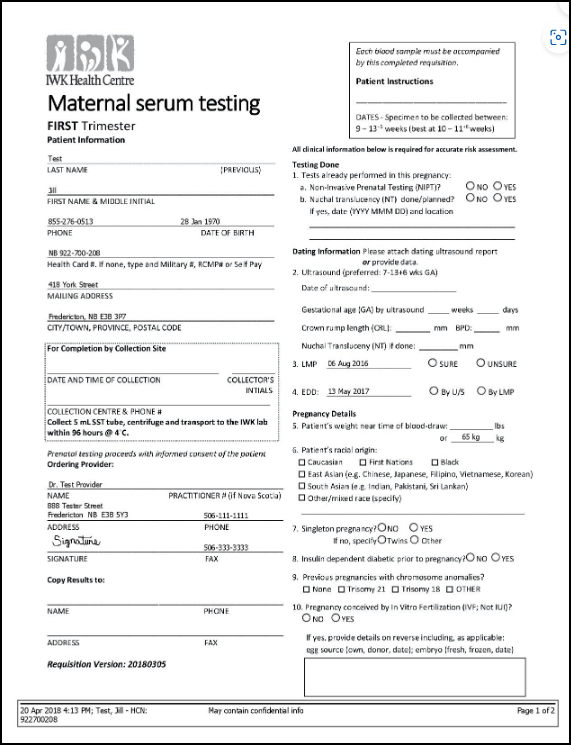 IWK Health Centre
Maternal serum testing
FIRST Trimester
Patient Information
Test
LAST NAME (PREVIOUS)
Jill
FIRST NAME & MIDDLE INITIAL
855-276-0513 28 Jan 1970
PHONE DATE OF BIRTH
NB 922-700-208
Health Card #. If none, type and Military #, RCMP# or Self Pay
418 York Street
MAILING ADDRESS
Fredericton, NB E3B 3P7
CITY/TOWN, PROVINCE, POSTAL CODE
For Completion by Collection Site
DATE AND TIME OF COLLECTION COLLECTOR'S
INTIALS
COLLECTION CENTRE & PHONE #
Collect 5 mL SST tube, centrifuge and transport to the IWK lab
within 96 hours @ 4°C.
Prenatal testing proceeds with informed consent of the patient
Ordering Provider:
Dr. Test Provider
NAME PRACTITIONER # (if Nova Scotia)
888 Tester Street
Fredericton NB E3B 5Y3 506-111-1111
ADDRESS PHONE
Signature 506-333-3333
SIGNATURE FAX
Copy Results to:
NAME PHONE
ADDRESS FAX
Requisition Version: 20180305
Each blood sample must be accompanied
by this completed requisition.
Patient Instructions
DATES - Specimen to be collected between:
9 – 13⁺⁵ weeks (best at 10 – 11⁺⁶ weeks)
All clinical information below is required for accurate risk assessment.
Testing Done
1. Tests already performed in this pregnancy:
a. Non-Invasive Prenatal Testing (NIPT)? NO YES
b. Nuchal translucency (NT) done/planned? NO YES
If yes, date (YYYY MMM DD) and location
Dating Information Please attach dating ultrasound report
or provide data.
2. Ultrasound (preferred: 7-13+6 wks GA)
Date of ultrasound:
Gestational age (GA) by ultrasound weeks days
Crown rump length (CRL): mm BPD: mm
Nuchal Transluceny (NT) if done: mm
3. LMP 06 Aug 2016 SURE UNSURE
4. EDD: 13 May 2017 By U/S By LMP
Pregnancy Details
5. Patient's weight near time of blood-draw: lbs
or 65 kg kg
6. Patient's racial origin:
Caucasian First Nations Black
East Asian (e.g. Chinese, Japanese, Filipino, Vietnamese, Korean)
South Asian (e.g. Indian, Pakistani, Sri Lankan)
Other/mixed race (specify)
7. Singleton pregnancy? NO YES
If no, specify Twins Other
8. Insulin dependent diabetic prior to pregnancy? NO YES
9. Previous pregnancies with chromosome anomalies?
None Trisomy 21 Trisomy 18 OTHER
10. Pregnancy conceived by In Vitro Fertilization (IVF; Not IUI)?
NO YES
If yes, provide details on reverse including, as applicable:
egg source (own, donor, date); embryo (fresh, frozen, date)
20 Apr 2018 4:13 PM; Test, Jill - HCN: May contain confidential info Page 1 of 2
922700208